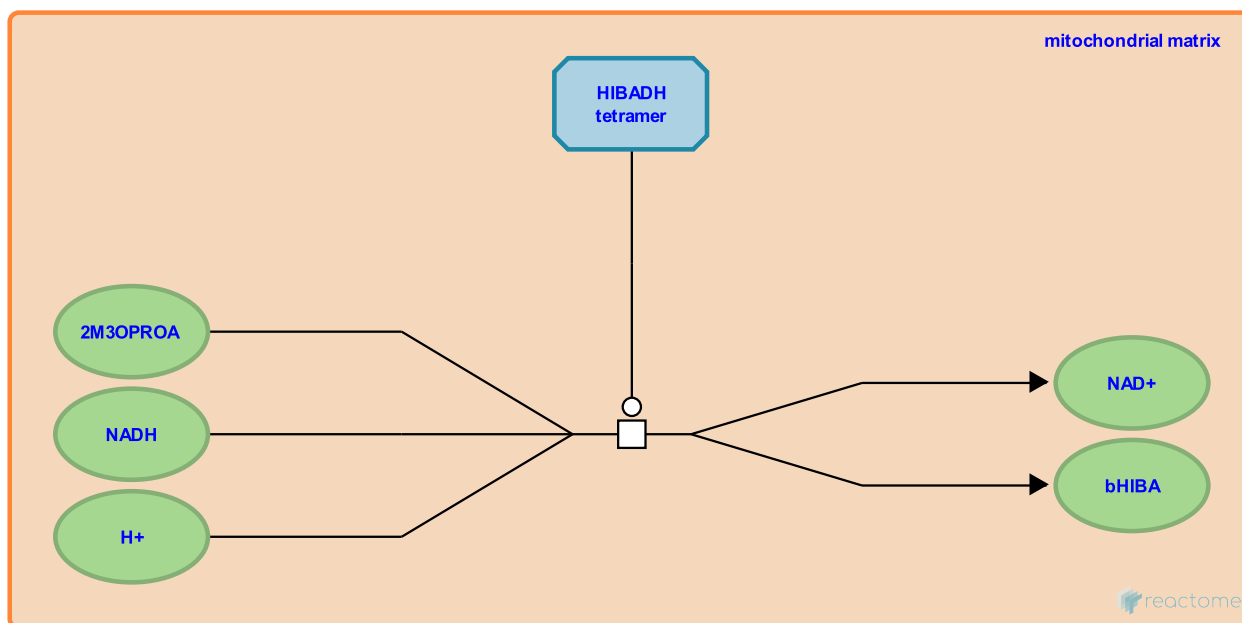 mitochondrial matrix
HIBADH
tetramer
2M3OPROA
NADH
H+
NAD+
bHIBA
reactome